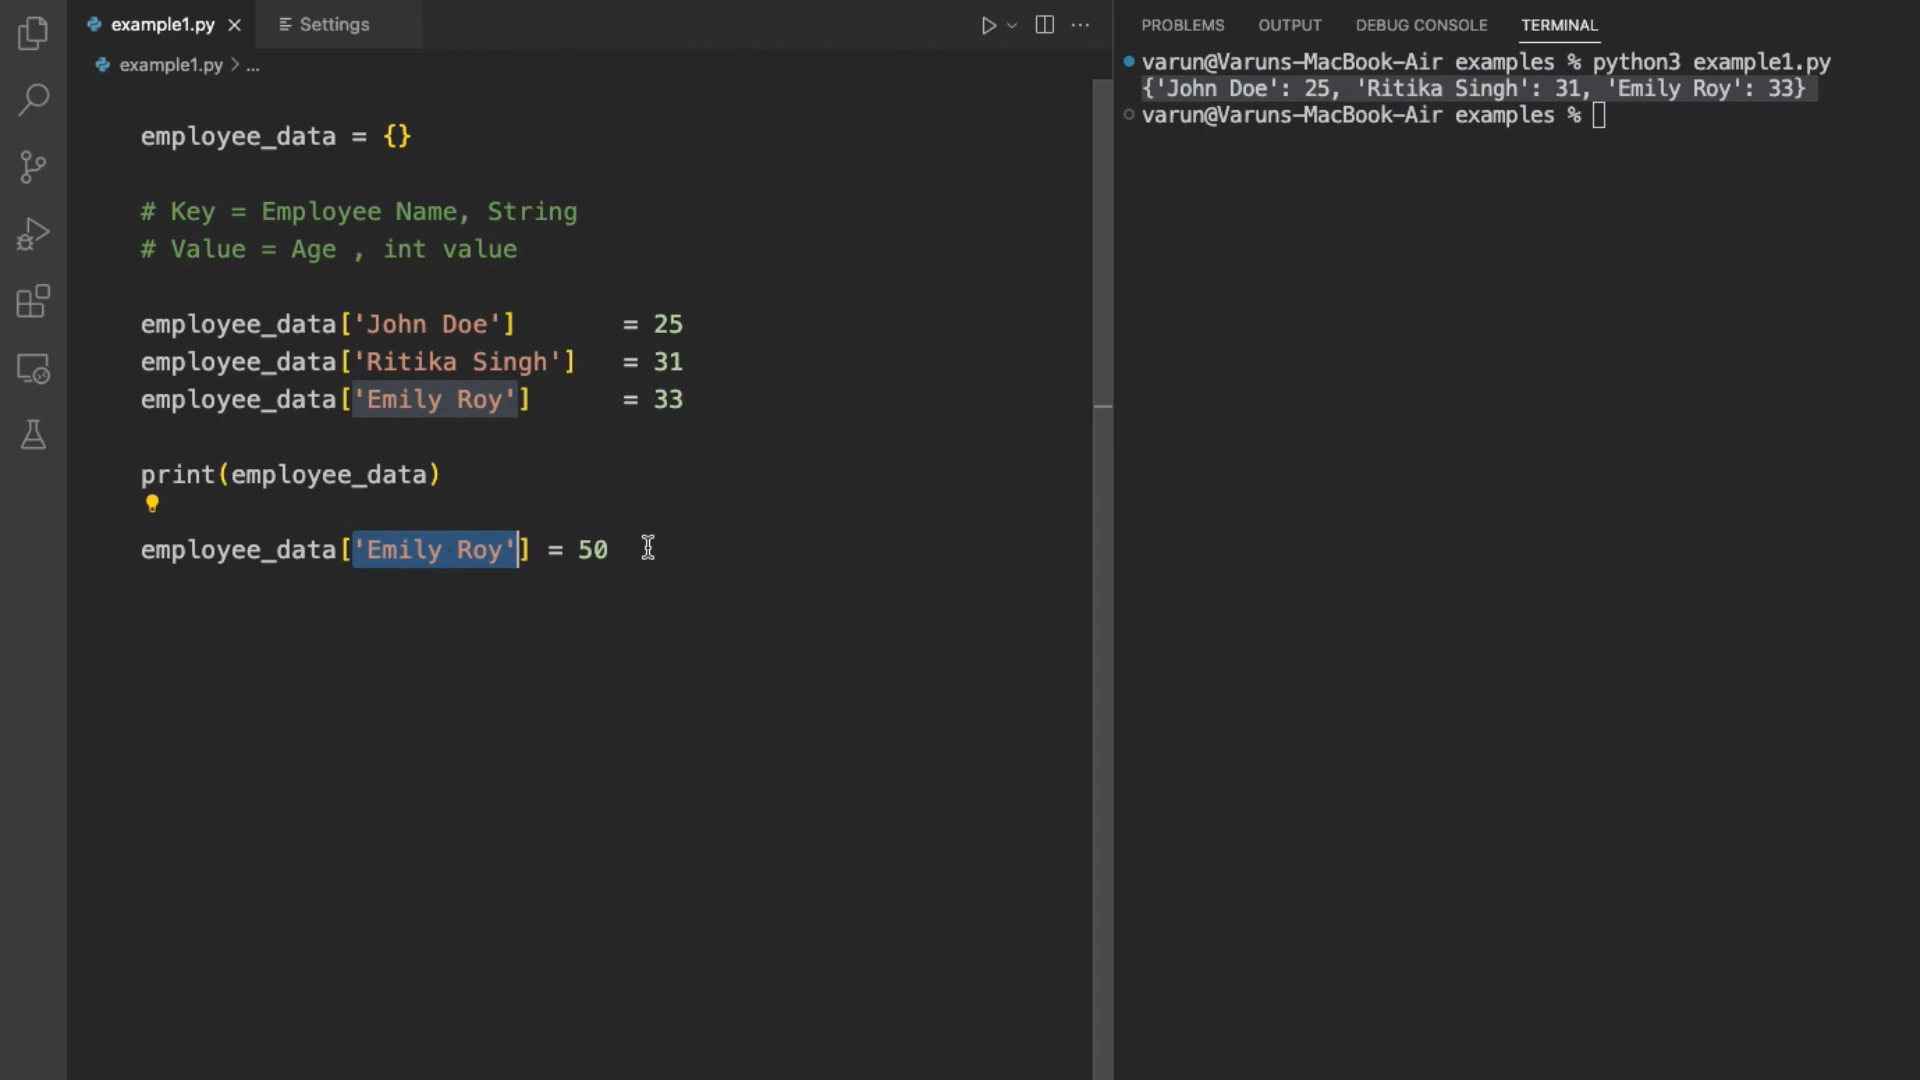 example1.py
Settings
example1.py > ...
employee_data = {}
# Key = Employee Name, String
# Value = Age , int value
employee_data['John Doe'] = 25
employee_data['Ritika Singh'] = 31
employee_data['Emily Roy'] = 33
print(employee_data)
employee_data['Emily Roy'] = 50
PROBLEMS OUTPUT DEBUG CONSOLE TERMINAL
varun@Varuns-MacBook-Air examples % python3 example1.py
{'John Doe': 25, 'Ritika Singh': 31, 'Emily Roy': 33}
varun@Varuns-MacBook-Air examples %